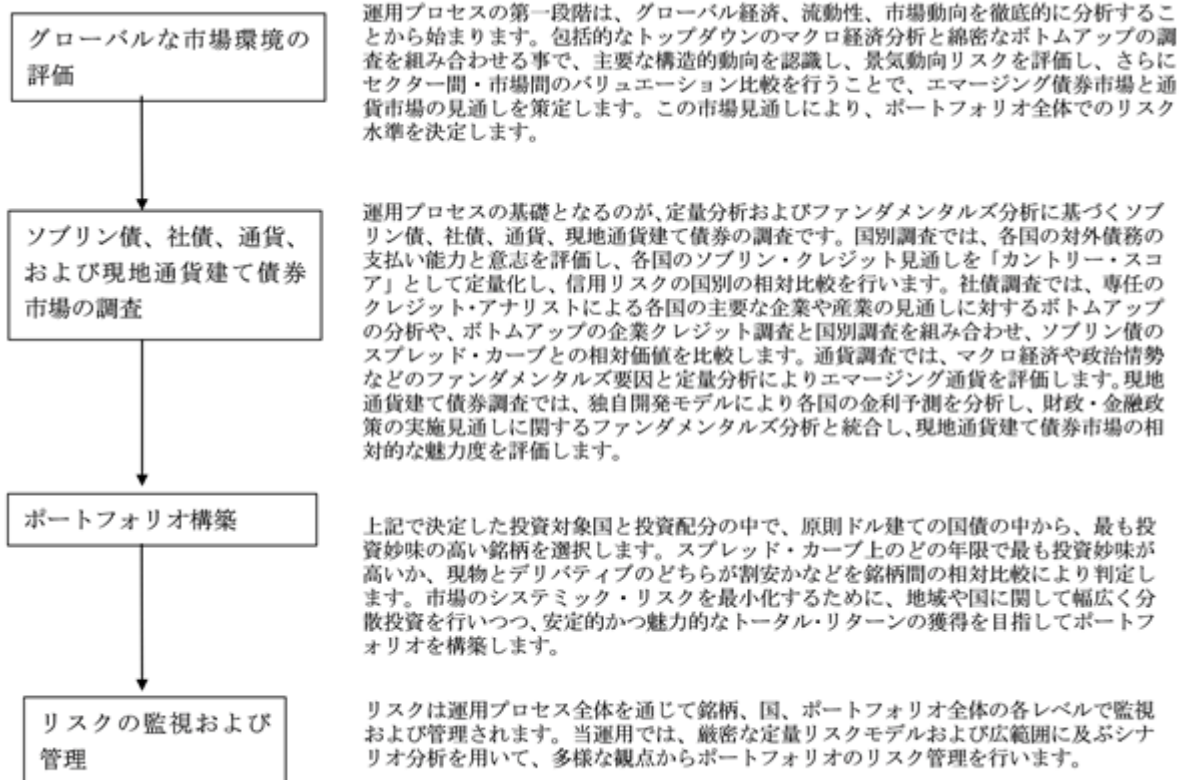 グローバルな市場環境の
評価
運用プロセスの第一段階は、グローバル経済、流動性、市場動向を徹底的に分析するこ
とから始まります。包括的なトップダウンのマクロ経済分析と綿密なボトムアップの調
査を組み合わせる事で、主要な構造的動向を認識し、景気動向リスクを評価し、さらに
セクター間・市場間のバリュエーション比較を行うことで、エマージング債券市場と通
貨市場の見通しを策定します。この市場見通しにより、ポートフォリオ全体でのリスク
水準を決定します。
ソブリン債、社債、通貨、
および現地通貨建て債券
市場の調査
運用プロセスの基礎となるのが、定量分析およびファンダメンタルズ分析に基づくソブ
リン債、社債、通貨、現地通貨建て債券の調査です。国別調査では、各国の対外債務の
支払い能力と意志を評価し、各国のソブリン・クレジット見通しを「カントリー・スコ
ア」として定量化し、信用リスクの国別の相対比較を行います。社債調査では、専任の
クレジット・アナリストによる各国の主要な企業や産業の見通しに対するボトムアップ
の分析や、ボトムアップの企業クレジット調査と国別調査を組み合わせ、ソブリン債の
スプレッド・カーブとの相対価値を比較します。通貨調査では、マクロ経済や政治情勢
などのファンダメンタルズ要因と定量分析によりエマージング通貨を評価します。現地
通貨建て債券調査では、独自開発モデルにより各国の金利予測を分析し、財政・金融政
策の実施見通しに関するファンダメンタルズ分析と統合し、現地通貨建て債券市場の相
対的な魅力度を評価します。
ポートフォリオ構築
上記で決定した投資対象国と投資配分の中で、原則ドル建ての国債の中から、最も投
資妙味の高い銘柄を選択します。スプレッド・カーブ上のどの年限で最も投資妙味が
高いか、現物とデリバティブのどちらが割安かなどを銘柄間の相対比較により判定し
ます。市場のシステミック・リスクを最小化するために、地域や国に関して幅広く分
散投資を行いつつ、安定的かつ魅力的なトータル・リターンの獲得を目指してポートフ
ォリオを構築します。
リスクの監視および
管理
リスクは運用プロセス全体を通じて銘柄、国、ポートフォリオ全体の各レベルで監視
および管理されます。当運用では、厳密な定量リスクモデルおよび広範囲に及ぶシナ
リオ分析を用いて、多様な観点からポートフォリオのリスク管理を行います。